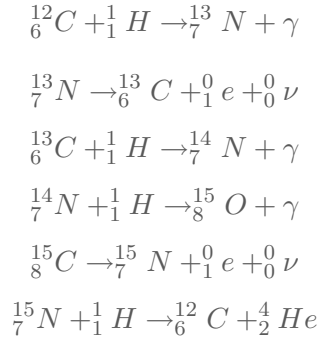 $^{12}_{6}C +^{1}_{1} H \rightarrow^{13}_{7} N + \gamma$
$^{13}_{7}N \rightarrow^{13}_{6} C +^{0}_{1} e +^{0}_{0} \nu$
$^{13}_{6}C +^{1}_{1} H \rightarrow^{14}_{7} N + \gamma$
$^{14}_{7}N +^{1}_{1} H \rightarrow^{15}_{8} O + \gamma$
$^{15}_{8}C \rightarrow^{15}_{7} N +^{0}_{1} e +^{0}_{0} \nu$
$^{15}_{7}N +^{1}_{1} H \rightarrow^{12}_{6} C +^{4}_{2} He$